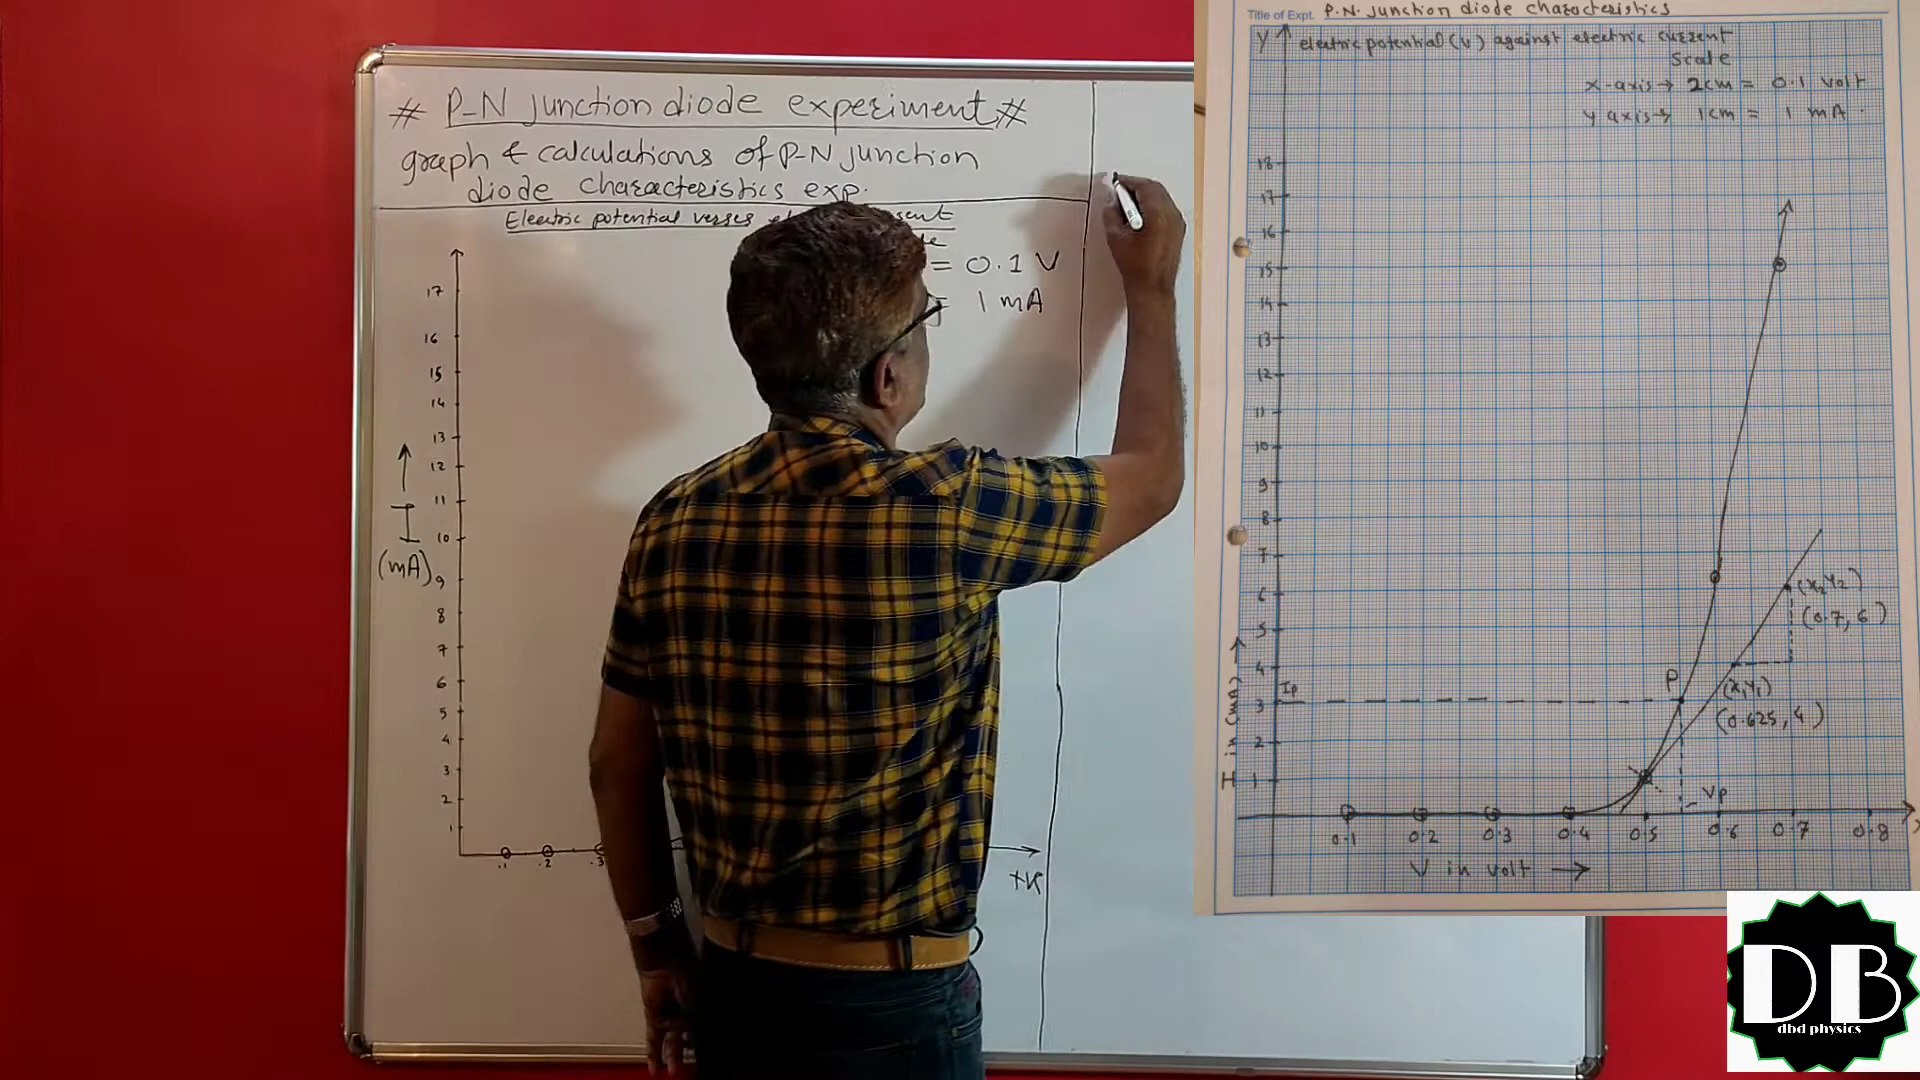 # P-N junction diode experiment #
graph & calculations of P-N junction
diode characteristics exp.
Electric potential verses
= 0.1 V
= 1 mA
17
16
15
14
13
12
11
10
9
8
7
6
5
4
3
2
1
I
(mA)
.1 .2 .3
+V
Title of Expt. P.N. junction diode characteristics
Y
electric potential (V) against electric current
Scale
x-axis → 2cm = 0.1 volt
y axis → 1cm = 1 mA.
18
17
16
15
14
13
12
11
10
9
8
7
6
5
4
3
2
1
I in (mA) →
Ip
P
(x2 y2)
(0.7, 6)
(x1 y1)
(0.625, 4)
Vp
0.1 0.2 0.3 0.4 0.5 0.6 0.7 0.8
V in volt →
DB
dbd physics